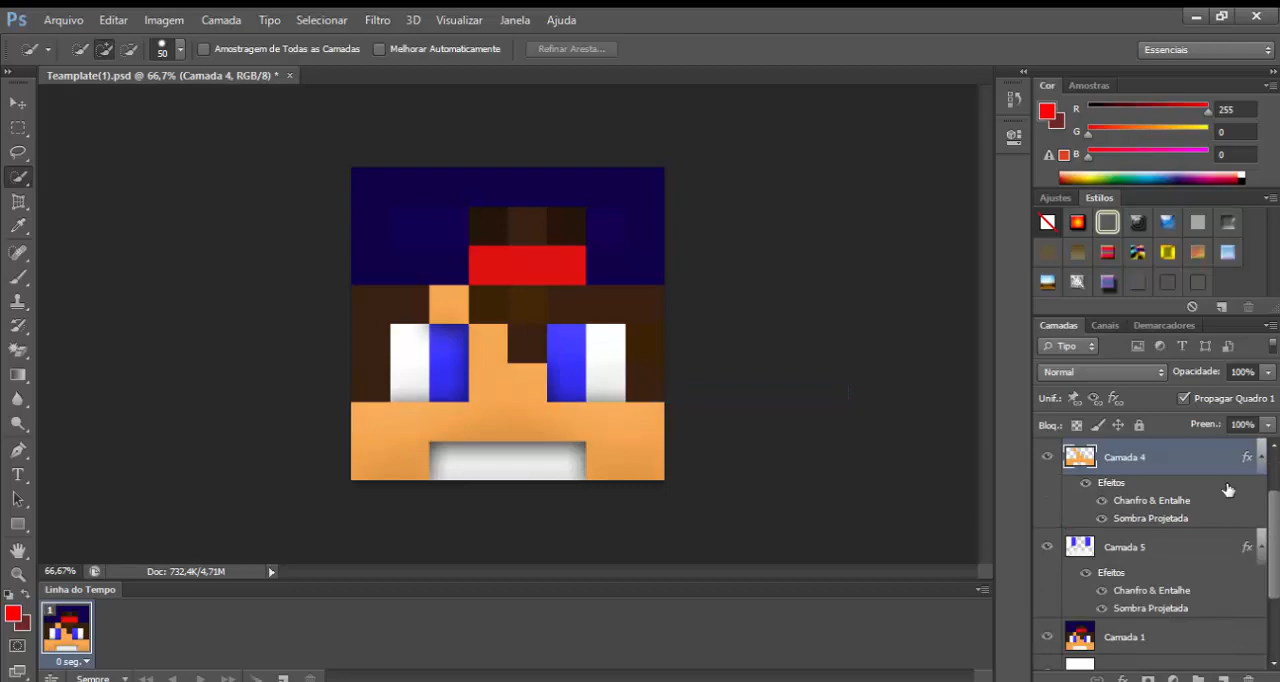 Ps Arquivo Editar Imagem Camada Tipo Selecionar Filtro 3D Visualizar Janela Ajuda
50 Amostragem de Todas as Camadas Melhorar Automaticamente Refinar Aresta... Essenciais
Teamplate(1).psd @ 66,7% (Camada 4, RGB/8) * ×
Cor Amostras
R 255
G 0
B 0
Ajustes Estilos
Camadas Canais Demarcadores
Tipo
Normal Opacidade: 100%
Unif.: Propagar Quadro 1
Bloq.: Preen.: 100%
Camada 4 fx
Efeitos
Chanfro & Entalhe
Sombra Projetada
Camada 5 fx
Efeitos
Chanfro & Entalhe
Sombra Projetada
Camada 1
66,67% Doc: 732,4K/4,71M
Linha do Tempo
1
0 seg.
Sempre